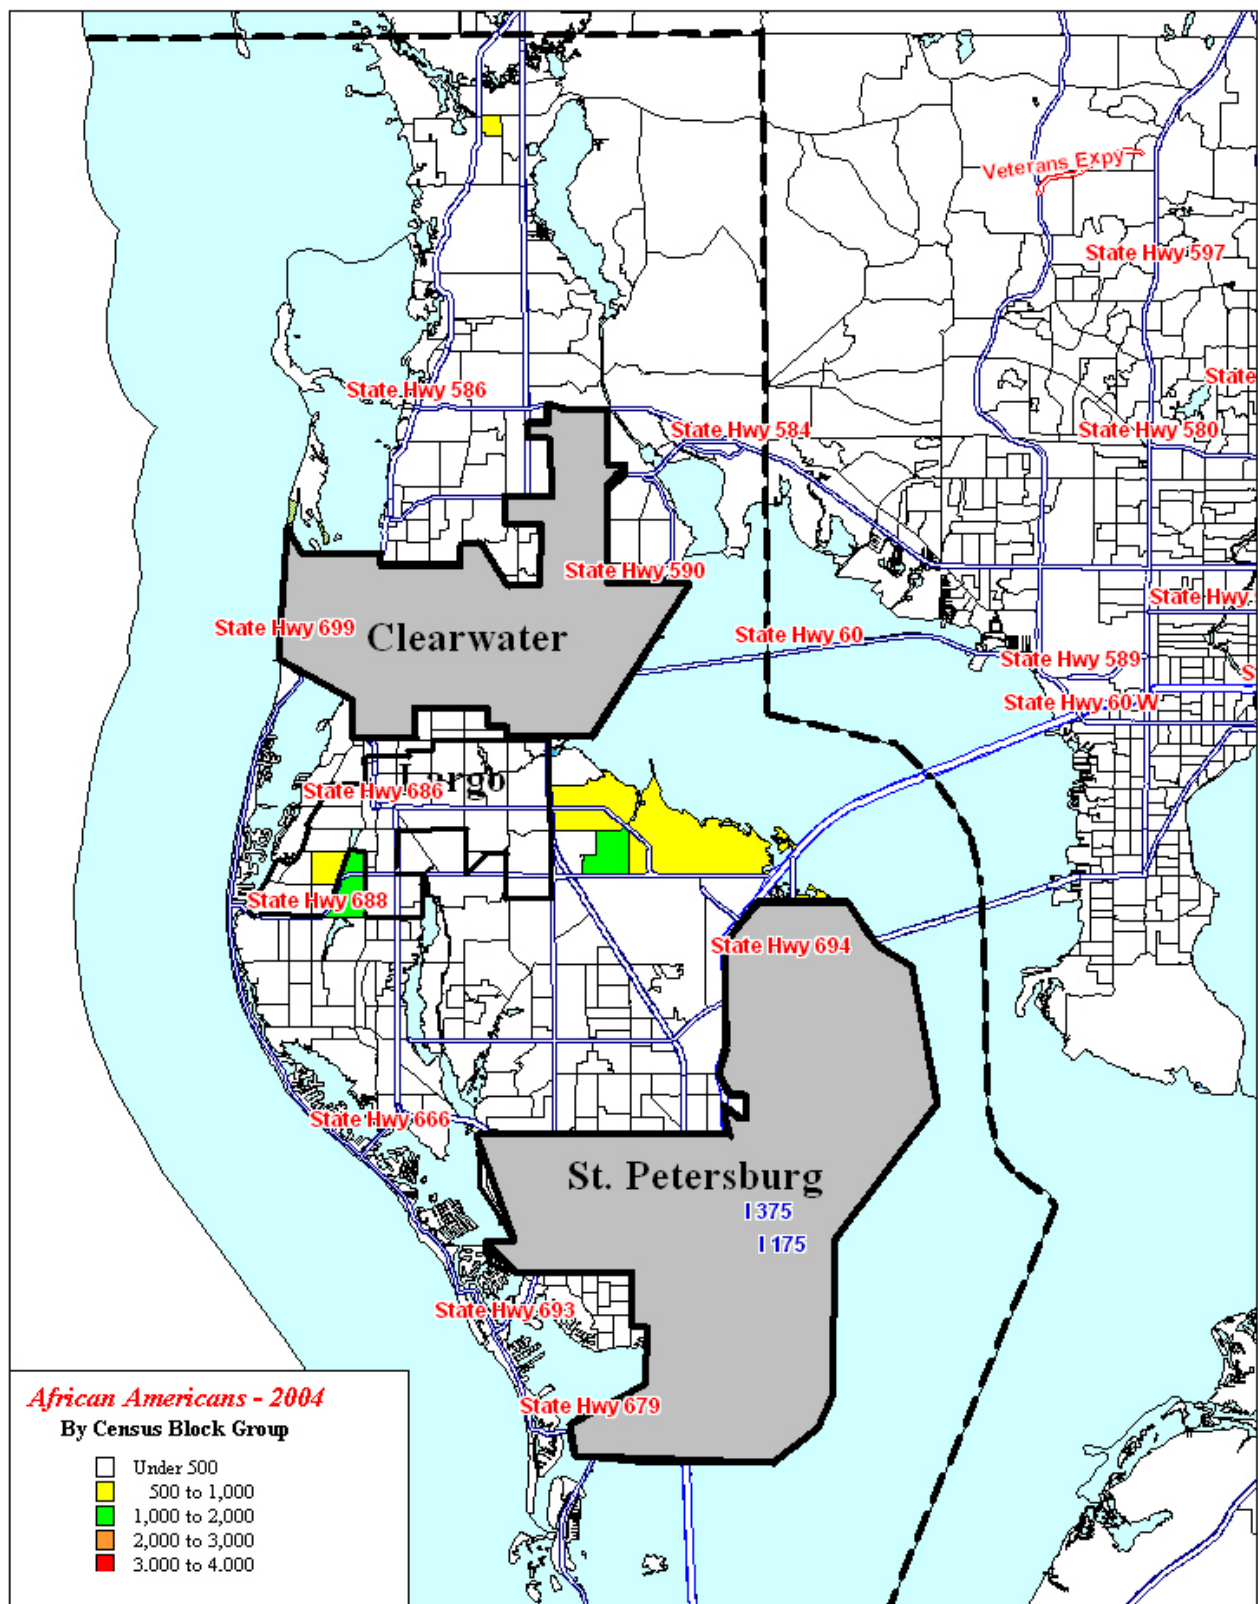 Veterans Expy
State Hwy 597
State Hwy 586
State
State Hwy 584
State Hwy 580
State Hwy 590
State Hwy
State Hwy 699
Clearwater
State Hwy 60
State Hwy 589
S
State Hwy 60 W
Largo
State Hwy 686
State Hwy 688
State Hwy 694
State Hwy 666
St. Petersburg
I 375
I 175
State Hwy 693
State Hwy 679
African Americans - 2004
By Census Block Group
Under 500
500 to 1,000
1,000 to 2,000
2,000 to 3,000
3.000 to 4.000